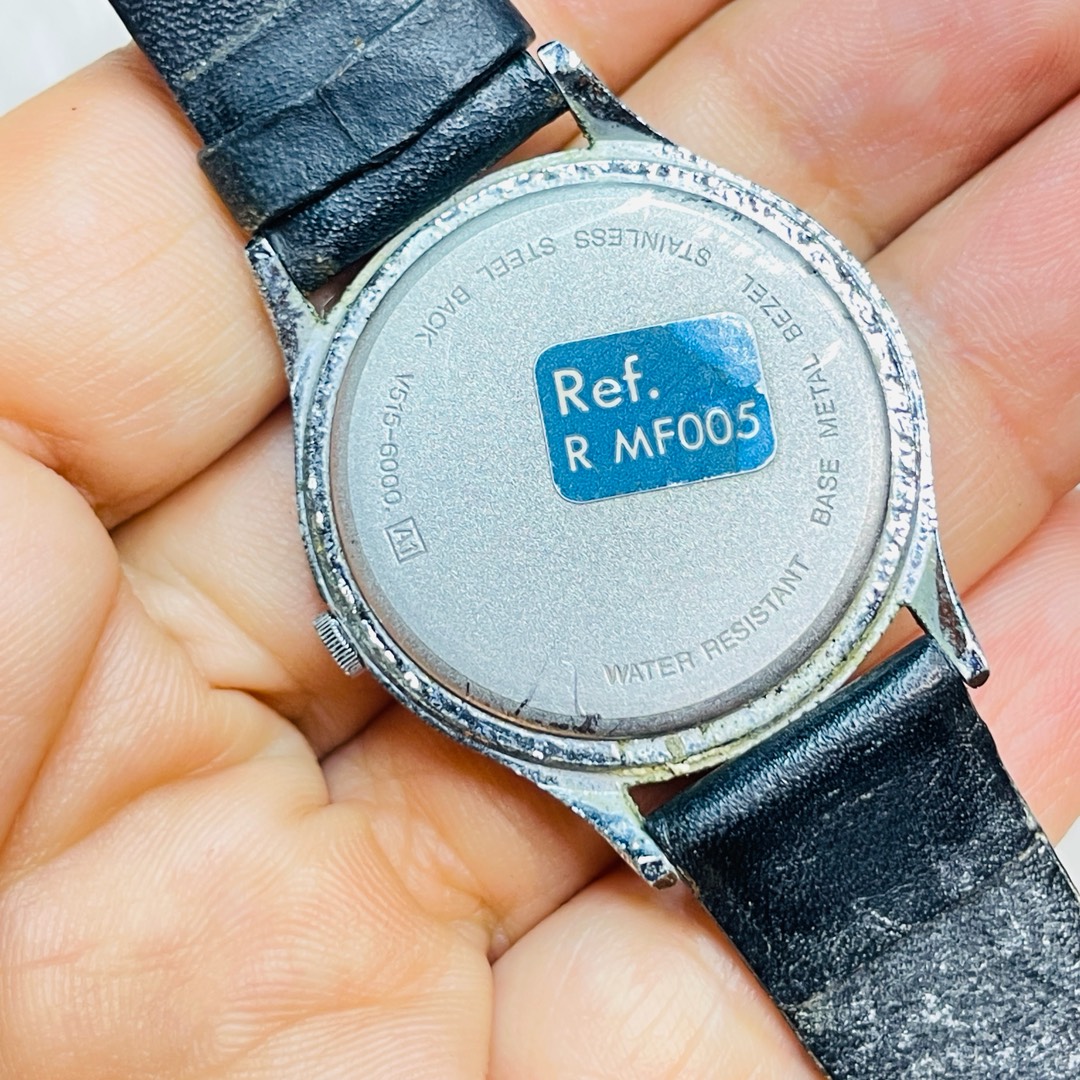 Ref.
R MF005
STAINLESS STEEL BACK
V515-6000
M
WATER RESISTANT
BASE METAL BEZEL